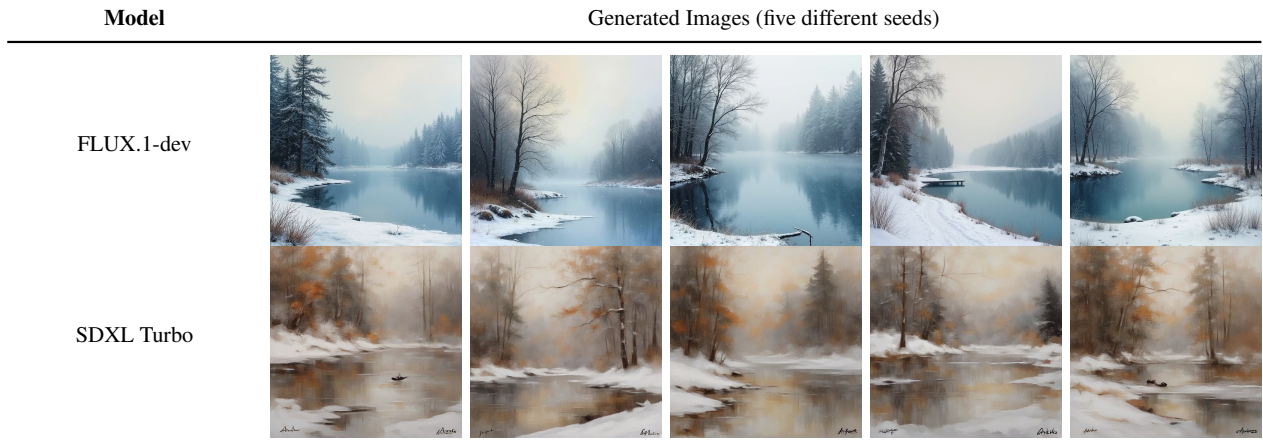 Model Generated Images (five different seeds)
FLUX.1-dev
SDXL Turbo